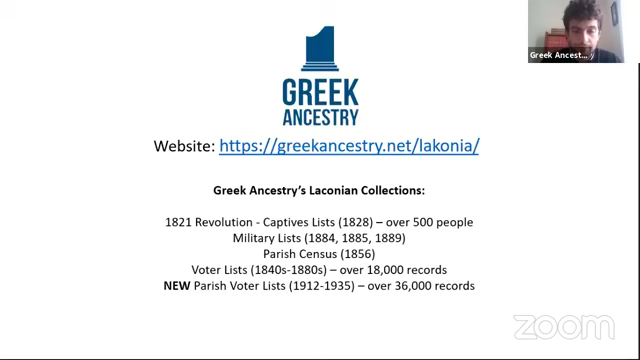 GREEK
ANCESTRY
Website: https://greekancestry.net/lakonia/
Greek Ancestry's Laconian Collections:
1821 Revolution - Captives Lists (1828) – over 500 people
Military Lists (1884, 1885, 1889)
Parish Census (1856)
Voter Lists (1840s-1880s) – over 18,000 records
NEW Parish Voter Lists (1912-1935) – over 36,000 records
Greek Ancest...
zoom